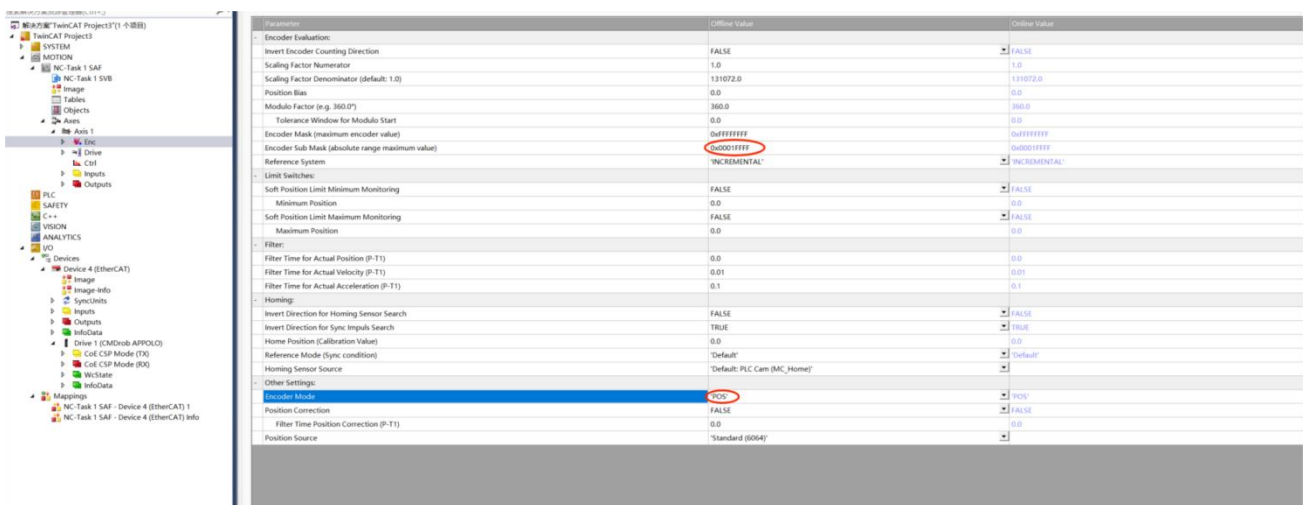 解决方案"TwinCAT Project3"(1 个项目)
TwinCAT Project3
SYSTEM
MOTION
NC-Task 1 SAF
NC-Task 1 SVB
Image
Tables
Objects
Axes
Axis 1
Enc
Drive
Ctrl
Inputs
Outputs
PLC
SAFETY
C++
VISION
ANALYTICS
I/O
Devices
Device 4 (EtherCAT)
Image
Image-Info
SyncUnits
Inputs
Outputs
InfoData
Drive 1 (CMDrob APPOLO)
CoE CSP Mode (TX)
CoE CSP Mode (RX)
WcState
InfoData
Mappings
NC-Task 1 SAF - Device 4 (EtherCAT) 1
NC-Task 1 SAF - Device 4 (EtherCAT) Info
Parameter Offline Value Online Value
- Encoder Evaluation:
Invert Encoder Counting Direction FALSE FALSE
Scaling Factor Numerator 1.0 1.0
Scaling Factor Denominator (default: 1.0) 131072.0 131072.0
Position Bias 0.0 0.0
Modulo Factor (e.g. 360.0°) 360.0 360.0
Tolerance Window for Modulo Start 0.0 0.0
Encoder Mask (maximum encoder value) 0xFFFFFFFF 0xFFFFFFFF
Encoder Sub Mask (absolute range maximum value) 0x0001FFFF 0x0001FFFF
Reference System 'INCREMENTAL' 'INCREMENTAL'
- Limit Switches:
Soft Position Limit Minimum Monitoring FALSE FALSE
Minimum Position 0.0 0.0
Soft Position Limit Maximum Monitoring FALSE FALSE
Maximum Position 0.0 0.0
- Filter:
Filter Time for Actual Position (P-T1) 0.0 0.0
Filter Time for Actual Velocity (P-T1) 0.01 0.01
Filter Time for Actual Acceleration (P-T1) 0.1 0.1
- Homing:
Invert Direction for Homing Sensor Search FALSE FALSE
Invert Direction for Sync Impuls Search TRUE TRUE
Home Position (Calibration Value) 0.0 0.0
Reference Mode (Sync condition) 'Default' 'Default'
Homing Sensor Source 'Default: PLC Cam (MC_Home)'
- Other Settings:
Encoder Mode 'POS' 'POS'
Position Correction FALSE FALSE
Filter Time Position Correction (P-T1) 0.0 0.0
Position Source 'Standard (6064)'